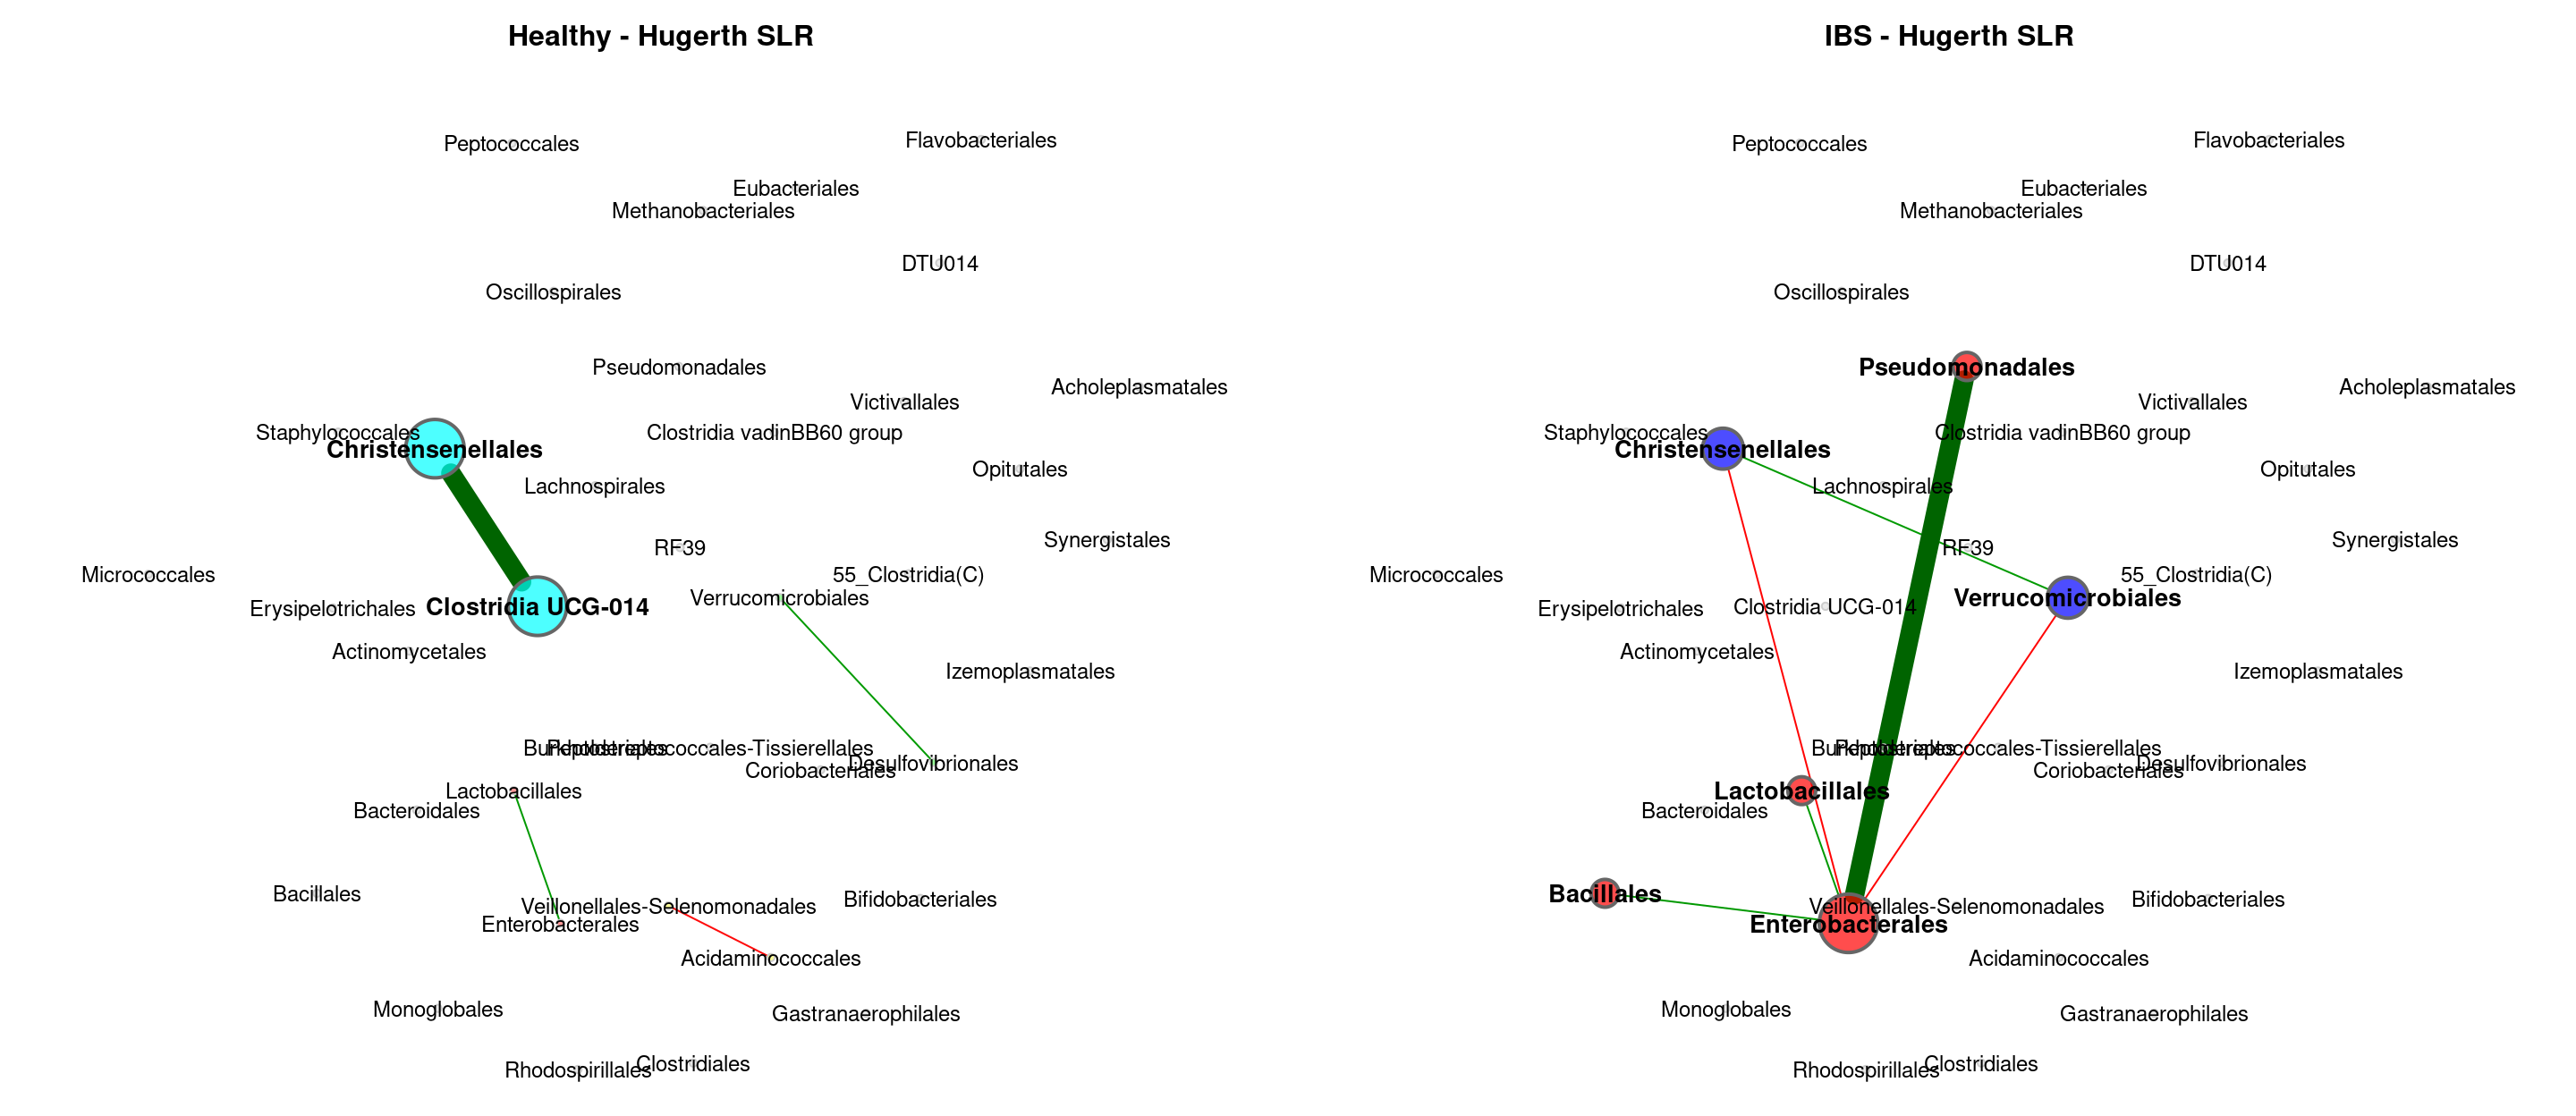 Healthy - Hugerth SLR
Peptococcales
Flavobacteriales
Eubacteriales
Methanobacteriales
DTU014
Oscillospirales
Pseudomonadales
Acholeplasmatales
Victivallales
Staphylococcales
Clostridia vadinBB60 group
Christensenellales
Opitutales
Lachnospirales
Synergistales
RF39
Micrococcales
55_Clostridia(C)
Verrucomicrobiales
Erysipelotrichales
Clostridia UCG-014
Actinomycetales
Izemoplasmatales
Peptostreptococcales-Tissierellales
Desulfovibrionales
Coriobacteriales
Lactobacillales
Bacteroidales
Bacillales
Bifidobacteriales
Veillonellales-Selenomonadales
Enterobacterales
Acidaminococcales
Monoglobales
Gastranaerophilales
Clostridiales
Rhodospirillales
IBS - Hugerth SLR
Peptococcales
Flavobacteriales
Eubacteriales
Methanobacteriales
DTU014
Oscillospirales
Pseudomonadales
Acholeplasmatales
Victivallales
Staphylococcales
Clostridia vadinBB60 group
Christensenellales
Opitutales
Lachnospirales
Synergistales
RF39
Micrococcales
55_Clostridia(C)
Verrucomicrobiales
Erysipelotrichales
Clostridia UCG-014
Actinomycetales
Izemoplasmatales
Peptostreptococcales-Tissierellales
Desulfovibrionales
Coriobacteriales
Lactobacillales
Bacteroidales
Bacillales
Bifidobacteriales
Veillonellales-Selenomonadales
Enterobacterales
Acidaminococcales
Monoglobales
Gastranaerophilales
Clostridiales
Rhodospirillales